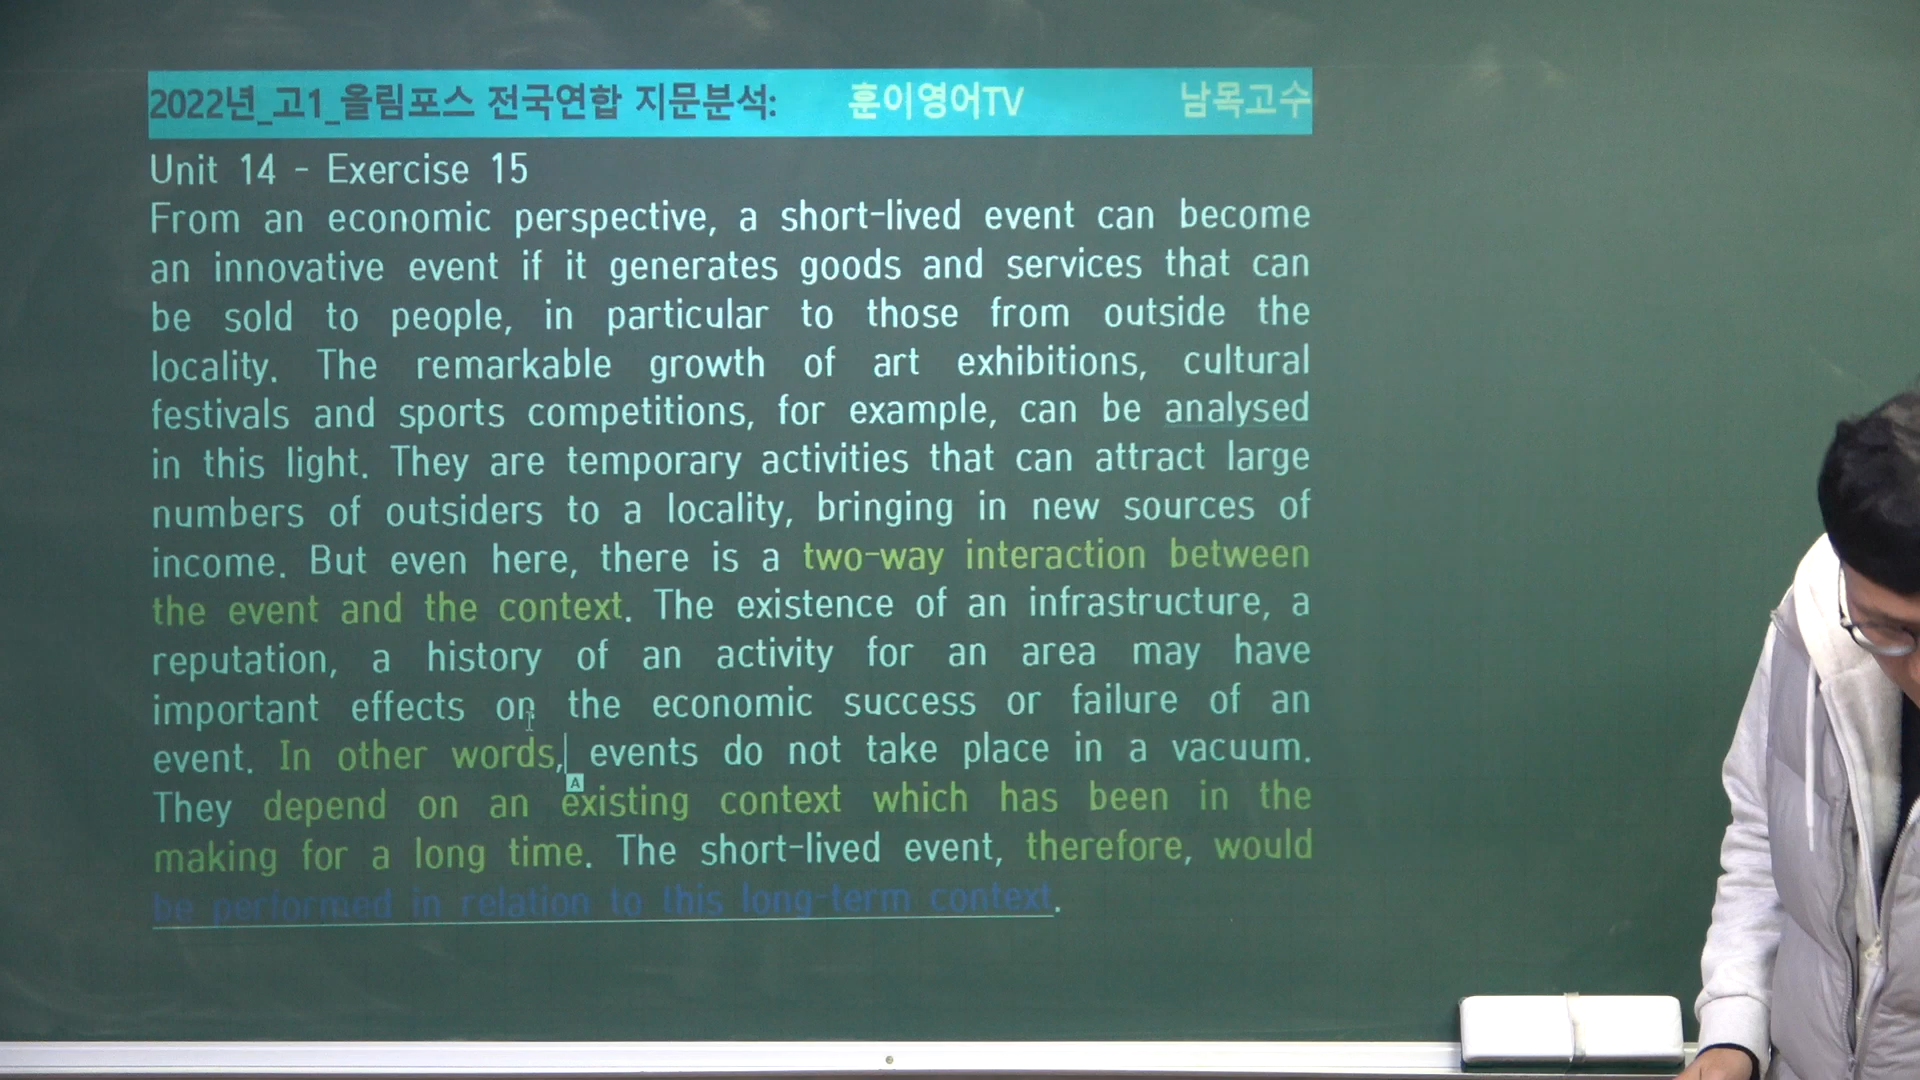 2022년_고1_올림포스 전국연합 지문분석: 훈이영어TV 남목고수
Unit 14 - Exercise 15
From an economic perspective, a short-lived event can become
an innovative event if it generates goods and services that can
be sold to people, in particular to those from outside the
locality. The remarkable growth of art exhibitions, cultural
festivals and sports competitions, for example, can be analysed
in this light. They are temporary activities that can attract large
numbers of outsiders to a locality, bringing in new sources of
income. But even here, there is a two-way interaction between
the event and the context. The existence of an infrastructure, a
reputation, a history of an activity for an area may have
important effects on the economic success or failure of an
event. In other words, events do not take place in a vacuum.
A
They depend on an existing context which has been in the
making for a long time. The short-lived event, therefore, would
be performed in relation to this long-term context.